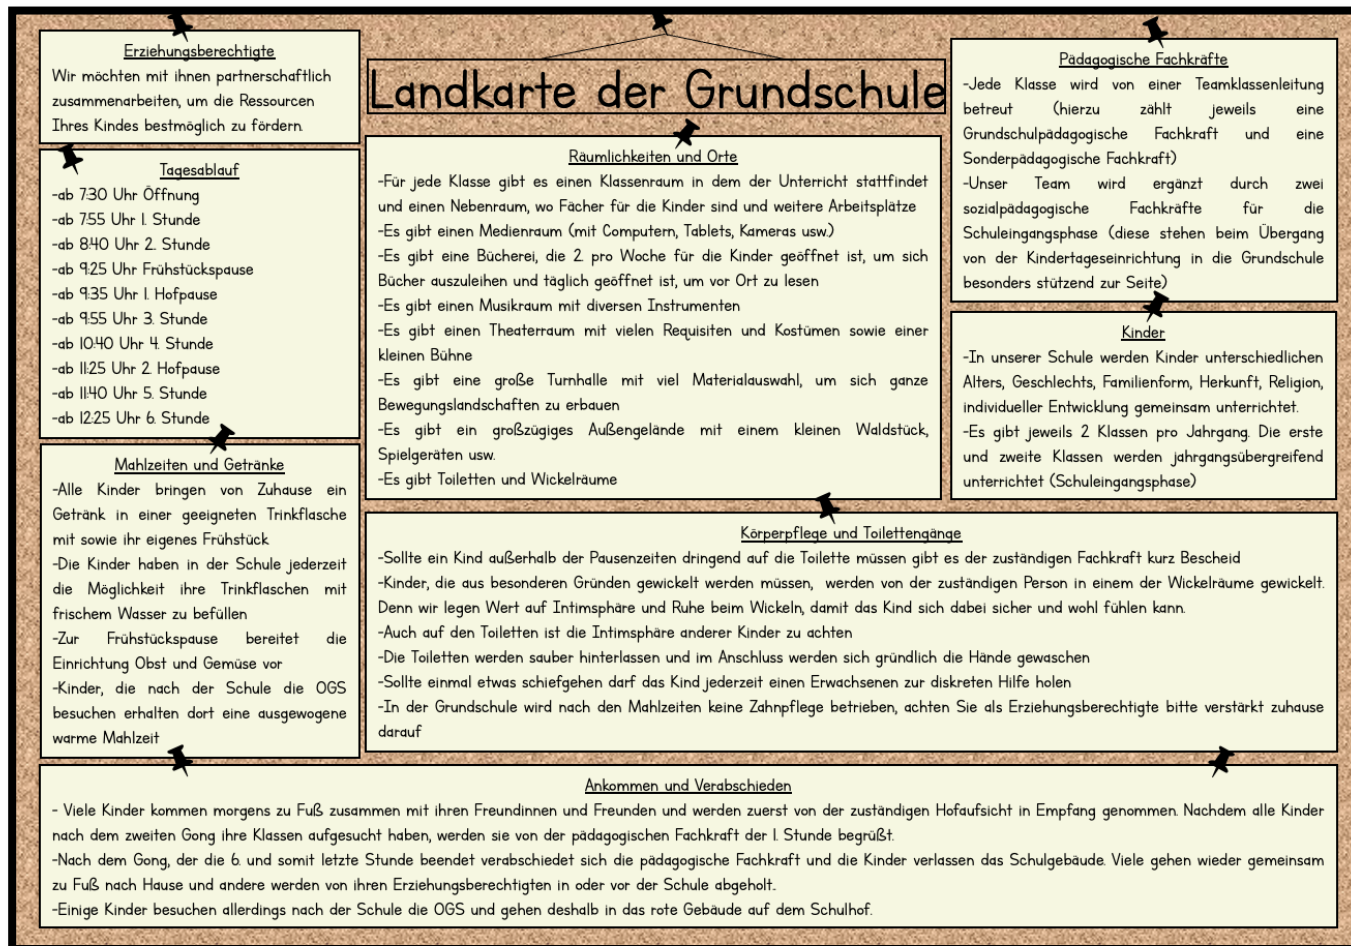 Landkarte der Grundschule
Erziehungsberechtigte
Wir möchten mit ihnen partnerschaftlich
zusammenarbeiten, um die Ressourcen
Ihres Kindes bestmöglich zu fördern.
Tagesablauf
-ab 7:30 Uhr Öffnung
-ab 7:55 Uhr 1. Stunde
-ab 8:40 Uhr 2. Stunde
-ab 9:25 Uhr Frühstückspause
-ab 9:35 Uhr 1. Hofpause
-ab 9:55 Uhr 3. Stunde
-ab 10:40 Uhr 4. Stunde
-ab 11:25 Uhr 2. Hofpause
-ab 11:40 Uhr 5. Stunde
-ab 12:25 Uhr 6. Stunde
Mahlzeiten und Getränke
-Alle Kinder bringen von Zuhause ein
Getränk in einer geeigneten Trinkflasche
mit sowie ihr eigenes Frühstück.
-Die Kinder haben in der Schule jederzeit
die Möglichkeit ihre Trinkflaschen mit
frischem Wasser zu befüllen
-Zur Frühstückspause bereitet die
Einrichtung Obst und Gemüse vor
-Kinder, die nach der Schule die OGS
besuchen erhalten dort eine ausgewogene
warme Mahlzeit
Räumlichkeiten und Orte
-Für jede Klasse gibt es einen Klassenraum in dem der Unterricht stattfindet
und einen Nebenraum, wo Fächer für die Kinder sind und weitere Arbeitsplätze
-Es gibt einen Medienraum (mit Computern, Tablets, Kameras usw.)
-Es gibt eine Bücherei, die 2. pro Woche für die Kinder geöffnet ist, um sich
Bücher auszuleihen und täglich geöffnet ist, um vor Ort zu lesen
-Es gibt einen Musikraum mit diversen Instrumenten
-Es gibt einen Theaterraum mit vielen Requisiten und Kostümen sowie einer
kleinen Bühne
-Es gibt eine große Turnhalle mit viel Materialauswahl, um sich ganze
Bewegungslandschaften zu erbauen
-Es gibt ein großzügiges Außengelände mit einem kleinen Waldstück,
Spielgeräten usw.
-Es gibt Toiletten und Wickelräume
Pädagogische Fachkräfte
-Jede Klasse wird von einer Teamklassenleitung
betreut (hierzu zählt jeweils eine
Grundschulpädagogische Fachkraft und eine
Sonderpädagogische Fachkraft)
-Unser Team wird ergänzt durch zwei
sozialpädagogische Fachkräfte für die
Schuleingangsphase (diese stehen beim Übergang
von der Kindertageseinrichtung in die Grundschule
besonders stützend zur Seite)
Kinder
-In unserer Schule werden Kinder unterschiedlichen
Alters, Geschlechts, Familienform, Herkunft, Religion,
individueller Entwicklung gemeinsam unterrichtet.
-Es gibt jeweils 2 Klassen pro Jahrgang. Die erste
und zweite Klassen werden jahrgangsübergreifend
unterrichtet (Schuleingangsphase)
Körperpflege und Toilettengänge
-Sollte ein Kind außerhalb der Pausenzeiten dringend auf die Toilette müssen gibt es der zuständigen Fachkraft kurz Bescheid
-Kinder, die aus besonderen Gründen gewickelt werden müssen, werden von der zuständigen Person in einem der Wickelräume gewickelt.
Denn wir legen Wert auf Intimsphäre und Ruhe beim Wickeln, damit das Kind sich dabei sicher und wohl fühlen kann.
-Auch auf den Toiletten ist die Intimsphäre anderer Kinder zu achten
-Die Toiletten werden sauber hinterlassen und im Anschluss werden sich gründlich die Hände gewaschen
-Sollte einmal etwas schiefgehen darf das Kind jederzeit einen Erwachsenen zur diskreten Hilfe holen
-In der Grundschule wird nach den Mahlzeiten keine Zahnpflege betrieben, achten Sie als Erziehungsberechtigte bitte verstärkt zuhause
darauf
Ankommen und Verabschieden
- Viele Kinder kommen morgens zu Fuß zusammen mit ihren Freundinnen und Freunden und werden zuerst von der zuständigen Hofaufsicht in Empfang genommen. Nachdem alle Kinder
nach dem zweiten Gong ihre Klassen aufgesucht haben, werden sie von der pädagogischen Fachkraft der 1. Stunde begrüßt.
-Nach dem Gong, der die 6. und somit letzte Stunde beendet verabschiedet sich die pädagogische Fachkraft und die Kinder verlassen das Schulgebäude. Viele gehen wieder gemeinsam
zu Fuß nach Hause und andere werden von ihren Erziehungsberechtigten in oder vor der Schule abgeholt.
-Einige Kinder besuchen allerdings nach der Schule die OGS und gehen deshalb in das rote Gebäude auf dem Schulhof.